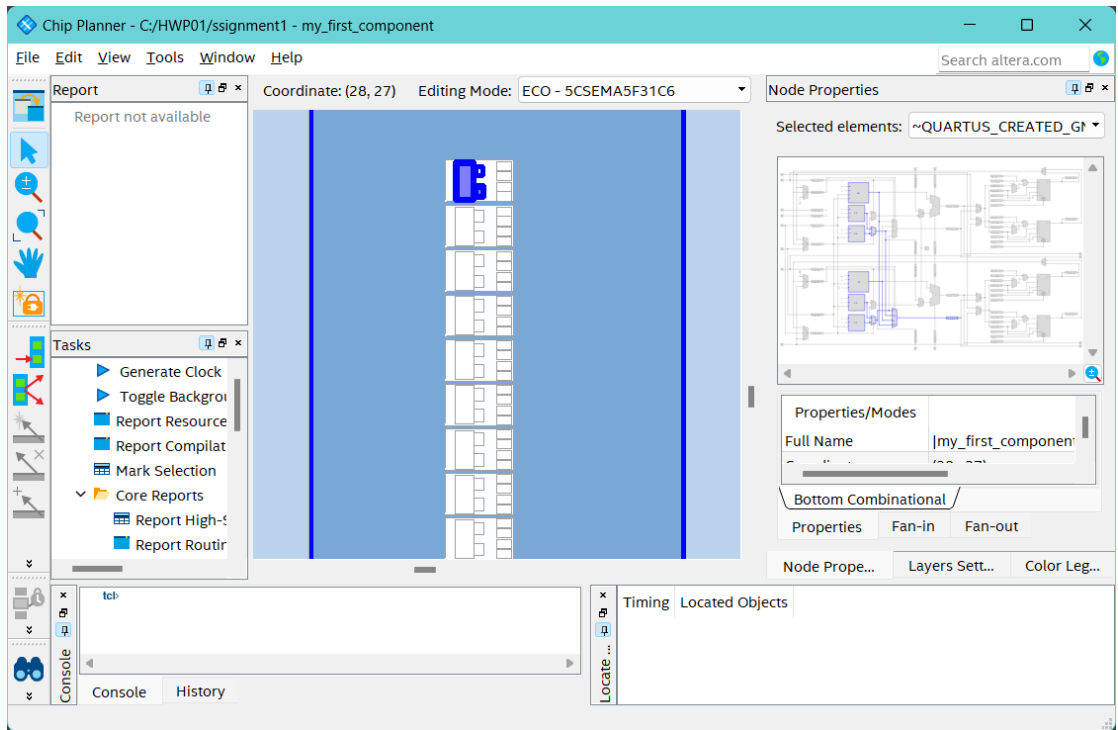 Chip Planner - C:/HWP01/ssignment1 - my_first_component
File Edit View Tools Window Help
Search altera.com
Report
Report not available
Coordinate: (28, 27) Editing Mode: ECO - 5CSEMA5F31C6
Node Properties
Selected elements: ~QUARTUS_CREATED_GN
Tasks
Generate Clock
Toggle Backgrou
Report Resource
Report Compilat
Mark Selection
Core Reports
Report High-S
Report Routin
Properties/Modes
Full Name |my_first_component
Bottom Combinational
Properties Fan-in Fan-out
Node Prope... Layers Sett... Color Leg...
Console
tcl>
Console History
Locate ...
Timing Located Objects